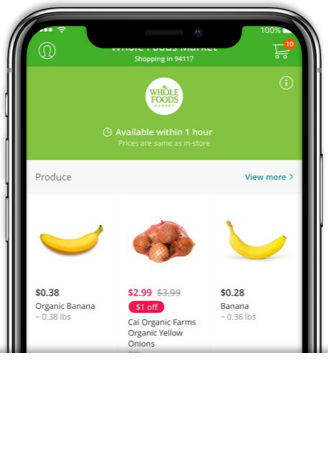 100%
10
Whole Foods Market
Shopping in 94117
WHOLE
FOODS
MARKET
Available within 1 hour
Prices are same as in-store
Produce
View more >
$0.38
Organic Banana
~ 0.38 lbs
$2.99 $3.99
$1 off
Cal Organic Farms
Organic Yellow
Onions
$0.28
Banana
~ 0.36 lbs